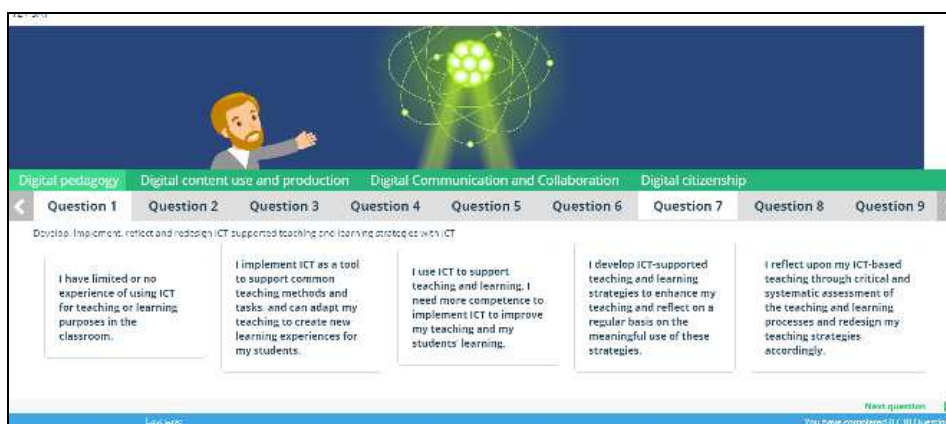 Digital pedagogy Digital content use and production Digital Communication and Collaboration Digital citizenship
Question 1 Question 2 Question 3 Question 4 Question 5 Question 6 Question 7 Question 8 Question 9
Develop, implement, reflect and redesign ICT-supported teaching and learning strategies with ICT
I have limited or no
experience of using ICT
for teaching or learning
purposes in the
classroom.
I implement ICT as a tool
to support common
teaching methods and
tasks, and can adapt my
teaching to create new
learning experiences for
my students.
I use ICT to support
teaching and learning. I
need more competence to
implement ICT to improve
my teaching and my
students' learning.
I develop ICT-supported
teaching and learning
strategies to enhance my
teaching and reflect on a
regular basis on the
meaningful use of these
strategies.
I reflect upon my ICT-based
teaching through critical and
systematic assessment of
the teaching and learning
processes and redesign my
teaching strategies
accordingly.
Next question
You have completed